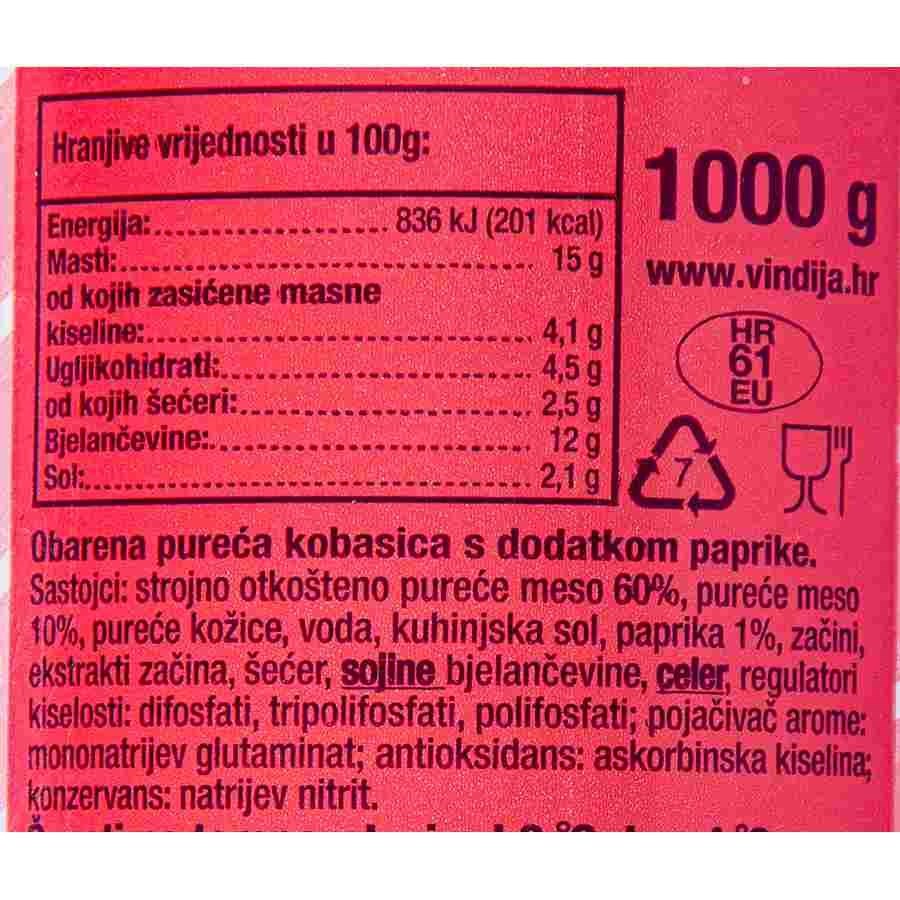 Hranjive vrijednosti u 100g:
Energija:..................... 836 kJ (201 kcal)
Masti:..................................... 15 g
od kojih zasićene masne
kiseline:................................... 4,1 g
Ugljikohidrati:............................ 4,5 g
od kojih šećeri:.......................... 2,5 g
Bjelančevine:............................. 12 g
Sol:......................................... 2,1 g
1000 g
www.vindija.hr
HR
61
EU
7
Obarena pureća kobasica s dodatkom paprike.
Sastojci: strojno otkošteno pureće meso 60%, pureće meso
10%, pureće kožice, voda, kuhinjska sol, paprika 1%, začini,
ekstrakti začina, šećer, sojine bjelančevine, celer, regulatori
kiselosti: difosfati, tripolifosfati, polifosfati; pojačivač arome:
mononatrijev glutaminat; antioksidans: askorbinska kiselina;
konzervans: natrijev nitrit.